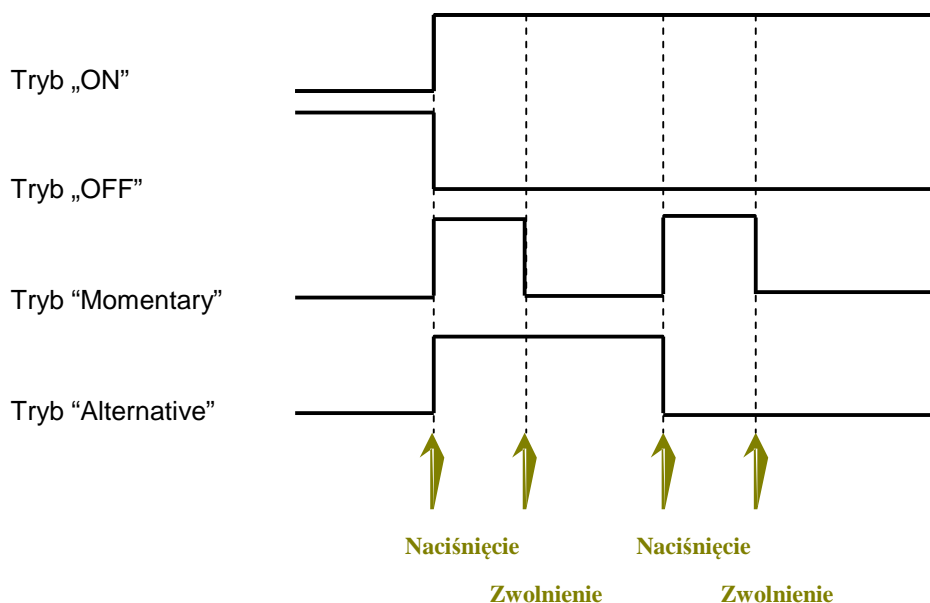 Tryb „ON”
Tryb „OFF”
Tryb “Momentary”
Tryb “Alternative”
Naciśnięcie Naciśnięcie
Zwolnienie Zwolnienie